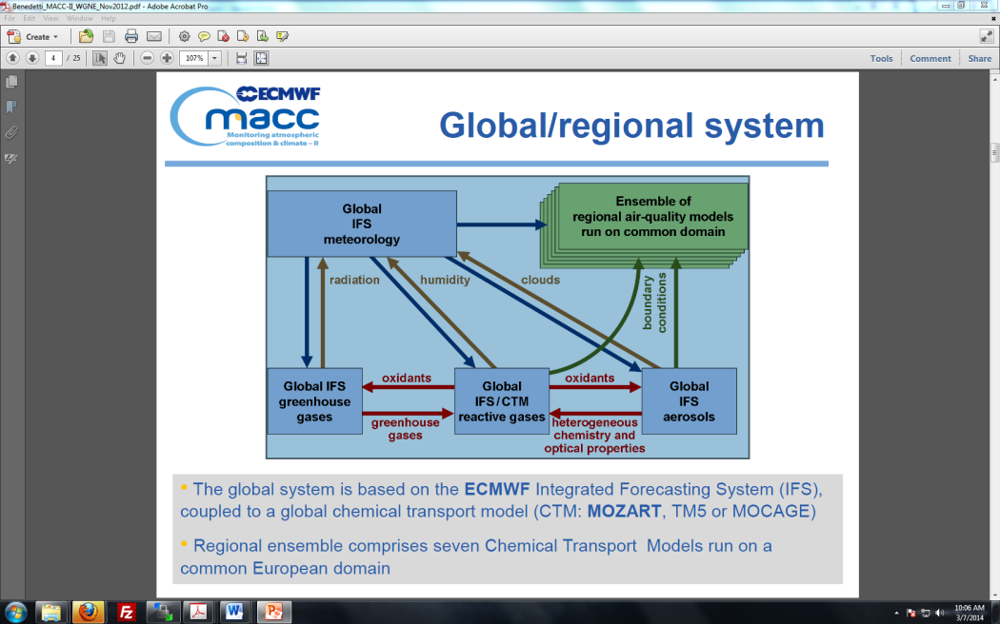 Benedetti_MACC-II_WGNE_Nov2012.pdf - Adobe Acrobat Pro
File Edit View Window Help
Create
4 / 25 107% Tools Comment Share
ECMWF
macc
Monitoring atmospheric
composition & climate – II
Global/regional system
Global
IFS
meteorology
Ensemble of
regional air-quality models
run on common domain
radiation
humidity
clouds
boundary
conditions
Global IFS
greenhouse
gases
oxidants
greenhouse
gases
Global
IFS/CTM
reactive gases
oxidants
heterogeneous
chemistry and
optical properties
Global
IFS
aerosols
• The global system is based on the ECMWF Integrated Forecasting System (IFS),
coupled to a global chemical transport model (CTM: MOZART, TM5 or MOCAGE)
• Regional ensemble comprises seven Chemical Transport Models run on a
common European domain
10:06 AM
3/7/2014